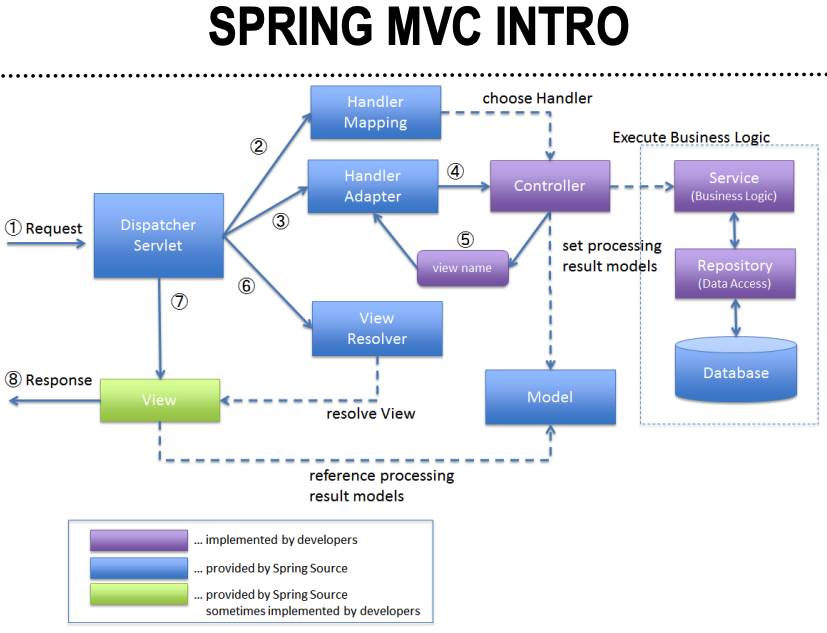 SPRING MVC INTRO
Handler
Mapping
choose Handler
②
Execute Business Logic
Handler
Adapter
④
Controller
Service
(Business Logic)
① Request
Dispatcher
Servlet
③
⑤
view name
set processing
result models
Repository
(Data Access)
⑥
⑦
View
Resolver
Database
⑧ Response
View
resolve View
Model
reference processing
result models
... implemented by developers
... provided by Spring Source
... provided by Spring Source
sometimes implemented by developers